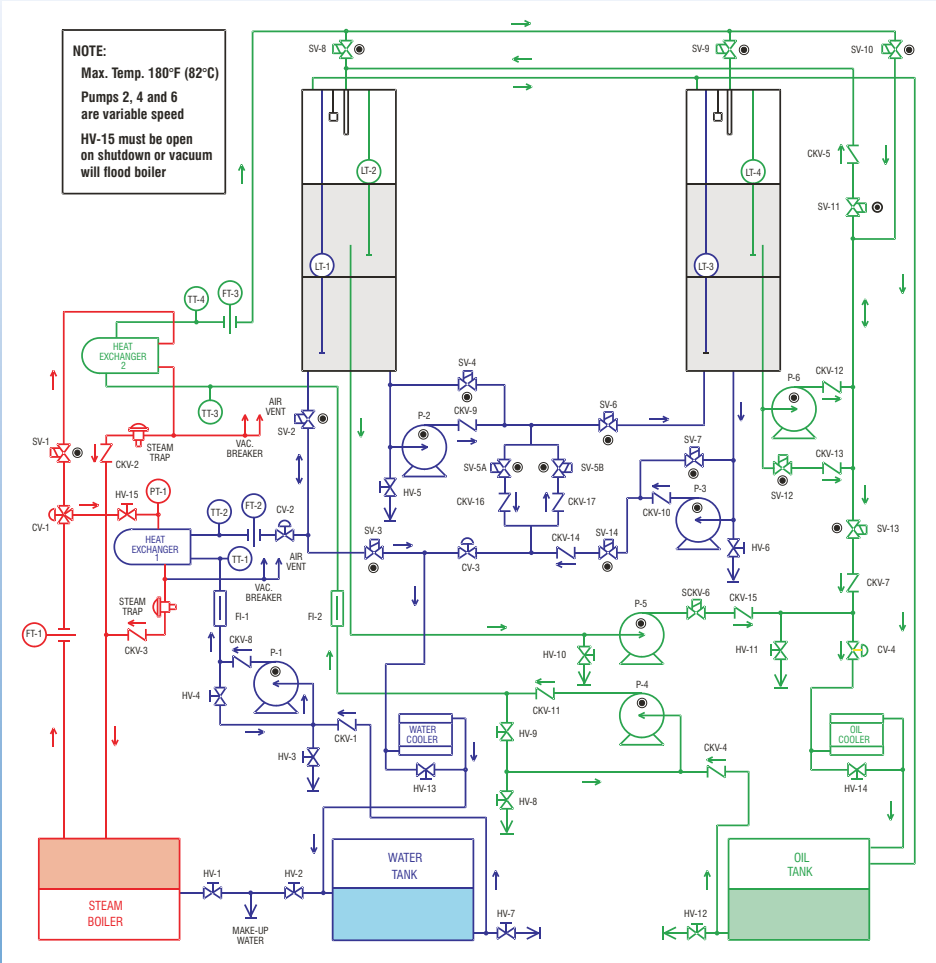 NOTE:
Max. Temp. 180°F (82°C)
Pumps 2, 4 and 6
are variable speed
HV-15 must be open
on shutdown or vacuum
will flood boiler
SV-8
SV-9
SV-10
LT-2
LT-4
CKV-5
SV-11
LT-1
LT-3
TT-4
FT-3
HEAT
EXCHANGER
2
TT-3
AIR
VENT
SV-2
SV-4
CKV-9
P-2
SV-6
P-6
CKV-12
CKV-13
SV-12
SV-1
CKV-2
STEAM
TRAP
VAC.
BREAKER
HV-15
PT-1
CV-1
TT-2
FT-2
CV-2
HV-5
SV-5A
SV-5B
CKV-16
CKV-17
SV-7
P-3
CKV-10
SV-13
HEAT
EXCHANGER
1
TT-1
AIR
VENT
VAC.
BREAKER
SV-3
CV-3
CKV-14
SV-14
HV-6
CKV-7
STEAM
TRAP
FI-1
FI-2
P-5
SCKV-6
CKV-15
FT-1
CKV-3
CKV-8
P-1
HV-10
HV-11
CV-4
HV-4
P-4
CKV-11
CKV-1
HV-3
WATER
COOLER
HV-13
HV-9
CKV-4
OIL
COOLER
HV-14
HV-8
STEAM
BOILER
HV-1
HV-2
MAKE-UP
WATER
WATER
TANK
HV-7
HV-12
OIL
TANK